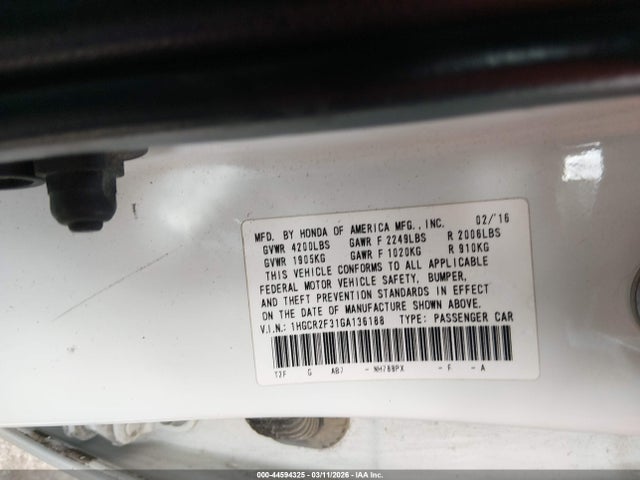 MFD. BY HONDA OF AMERICA MFG., INC. 02/'16
GVWR 4200LBS GAWR F 2249LBS R 2006LBS
GVWR 1905KG GAWR F 1020KG R 910KG
THIS VEHICLE CONFORMS TO ALL APPLICABLE
FEDERAL MOTOR VEHICLE SAFETY, BUMPER,
AND THEFT PREVENTION STANDARDS IN EFFECT
ON THE DATE OF MANUFACTURE SHOWN ABOVE.
V.I.N.: 1HGCR2F31GA136188 TYPE: PASSENGER CAR
T2F G AB7 - NH788PX - F - A
000-44594325 | 03/11/2026 | IAA Inc.